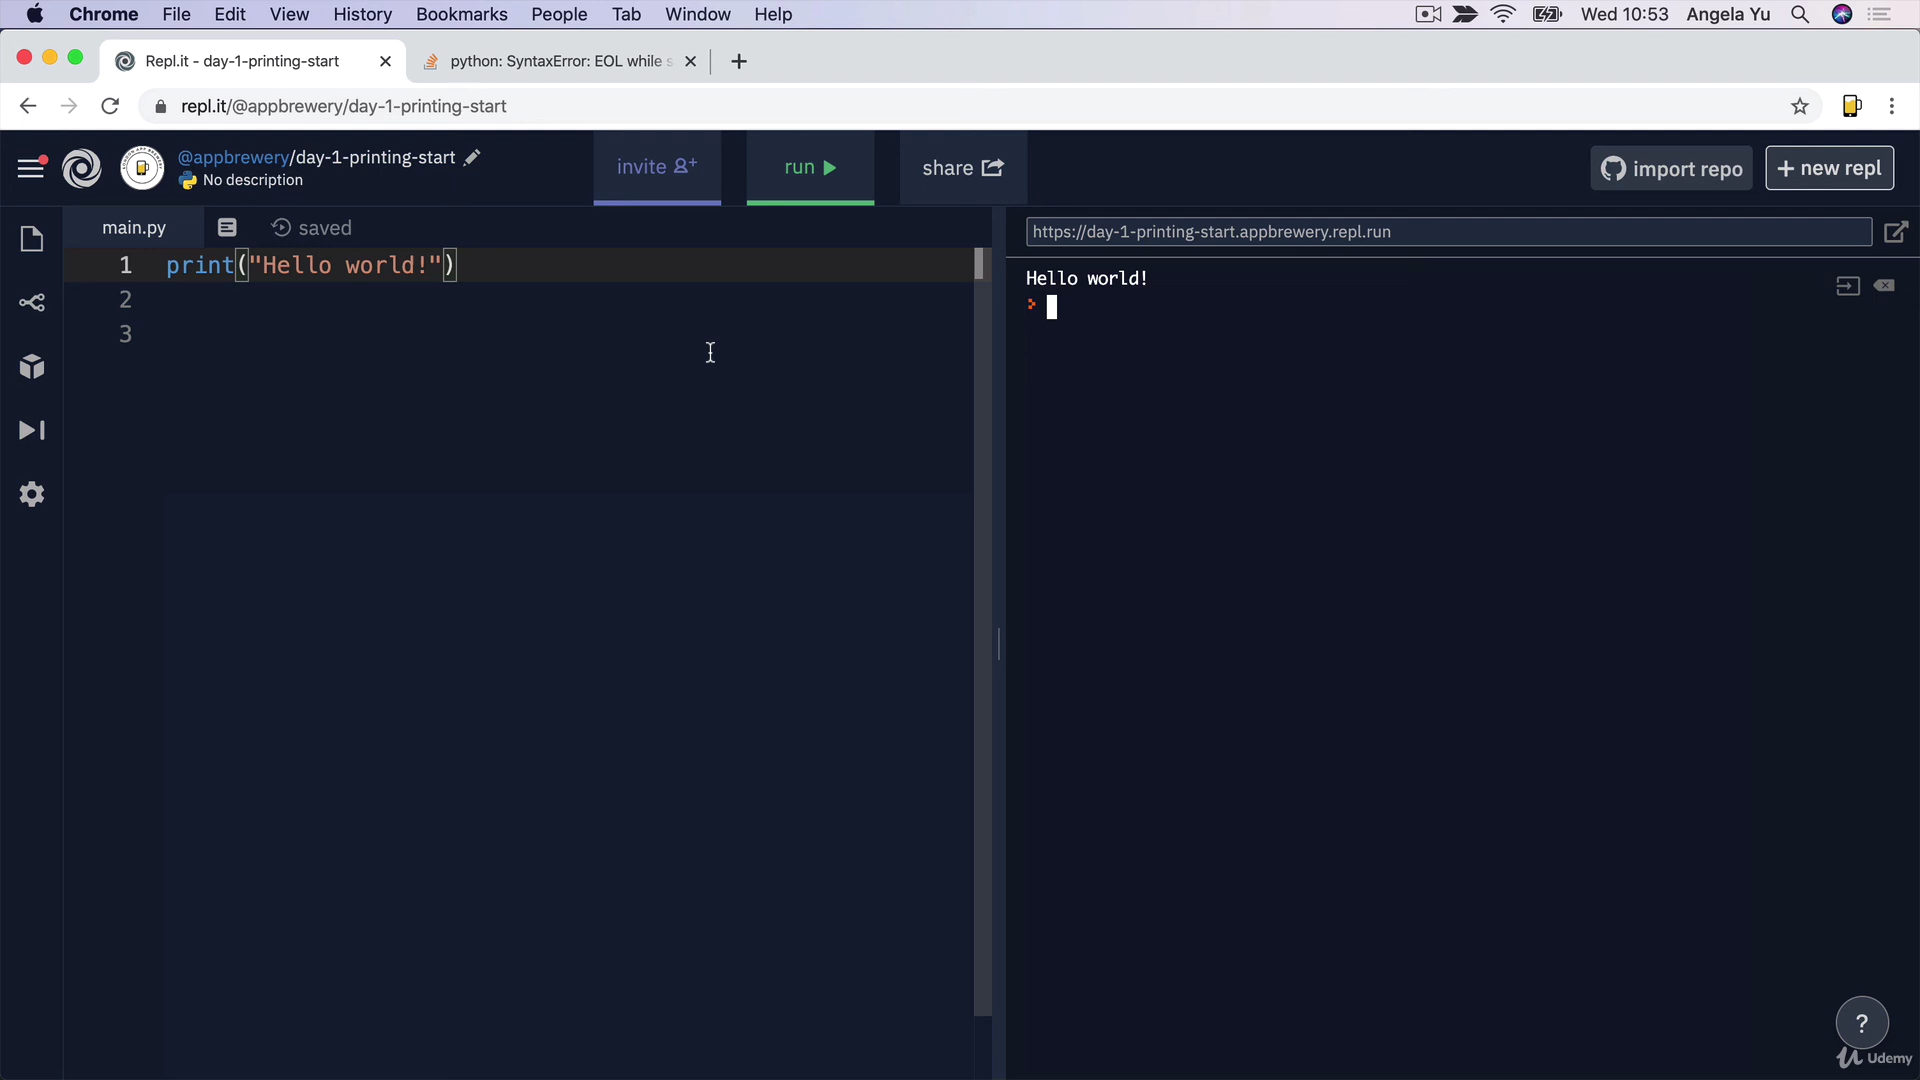 Chrome File Edit View History Bookmarks People Tab Window Help Wed 10:53 Angela Yu
Repl.it - day-1-printing-start python: SyntaxError: EOL while s
repl.it/@appbrewery/day-1-printing-start
@appbrewery/day-1-printing-start
No description
invite run share import repo + new repl
main.py saved
https://day-1-printing-start.appbrewery.repl.run
1 print("Hello world!")
2
3
Hello world!
>
?
Udemy